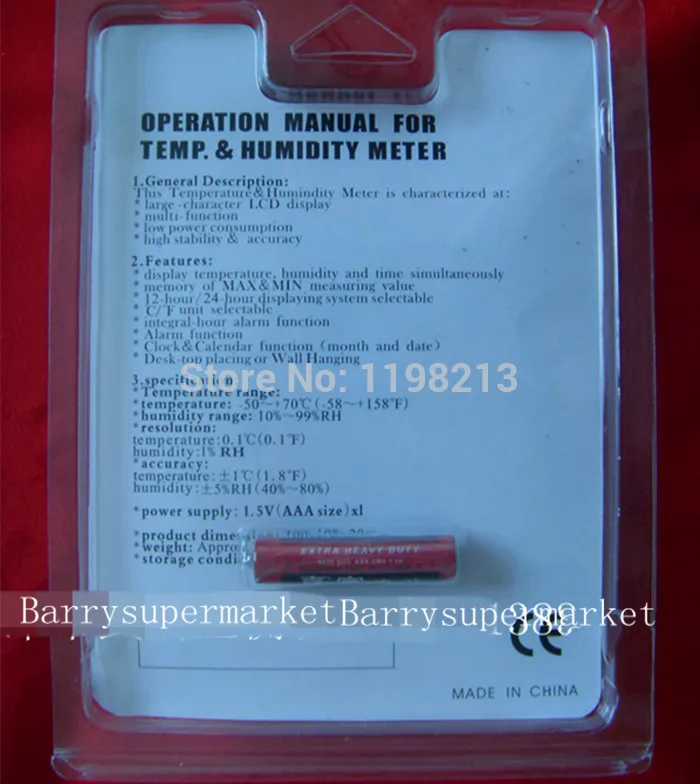 OPERATION MANUAL FOR
TEMP. & HUMIDITY METER
1.General Description:
This Temperature&Humindity Meter is characterized at:
* large-character LCD display
* multi-function
* low power consumption
* high stability & accuracy
2.Features:
* display temperature, humidity and time simultaneously
* memory of MAX&MIN measuring value
* 12-hour/24-hour displaying system selectable
* C/°F unit selectable
* integral-hour alarm function
* Alarm function
* Clock&Calendar function (month and date)
* Desk-top placing or Wall Hanging
Store No: 1198213
3.specification
*Temperature range:
*temperature: -50~+70℃(-58~+158°F)
*humidity range: 10%~99%RH
*resolution:
temperature:0.1℃(0.1°F)
humidity:1% RH
*accuracy:
temperature:±1℃(1.8°F)
humidity:±5%RH(40%~80%)
*power supply: 1.5V(AAA size)x1
*product
*weight: Appro
*storage
EXTRA HEAVY DUTY
Barrysupermarket Barrysupermarket
CE
MADE IN CHINA